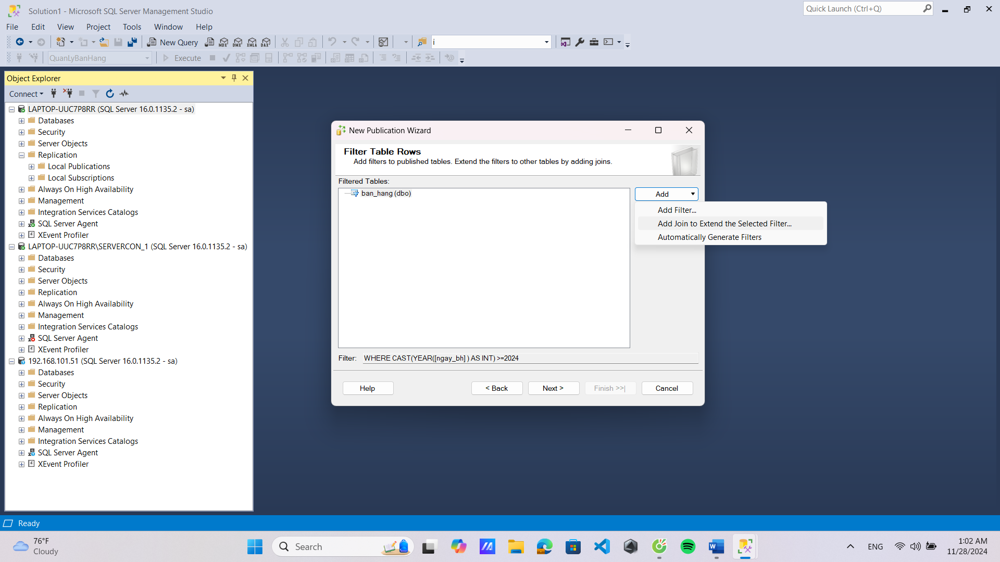 Solution1 - Microsoft SQL Server Management Studio
Quick Launch (Ctrl+Q)
File Edit View Project Tools Window Help
New Query MDX DMX XMLA DAX i
QuanLyBanHang Execute
Object Explorer
Connect
LAPTOP-UUC7P8RR (SQL Server 16.0.1135.2 - sa)
Databases
Security
Server Objects
Replication
Local Publications
Local Subscriptions
Always On High Availability
Management
Integration Services Catalogs
SQL Server Agent
XEvent Profiler
LAPTOP-UUC7P8RR\SERVERCON_1 (SQL Server 16.0.1135.2 - sa)
Databases
Security
Server Objects
Replication
Always On High Availability
Management
Integration Services Catalogs
SQL Server Agent
XEvent Profiler
192.168.101.51 (SQL Server 16.0.1135.2 - sa)
Databases
Security
Server Objects
Replication
Always On High Availability
Management
Integration Services Catalogs
SQL Server Agent
XEvent Profiler
New Publication Wizard
Filter Table Rows
Add filters to published tables. Extend the filters to other tables by adding joins.
Filtered Tables:
ban_hang (dbo)
Add
Add Filter...
Add Join to Extend the Selected Filter...
Automatically Generate Filters
Filter: WHERE CAST(YEAR([ngay_bh] ) AS INT) >=2024
Help < Back Next > Finish >>| Cancel
Ready
76°F
Cloudy
Search
ENG
1:02 AM
11/28/2024